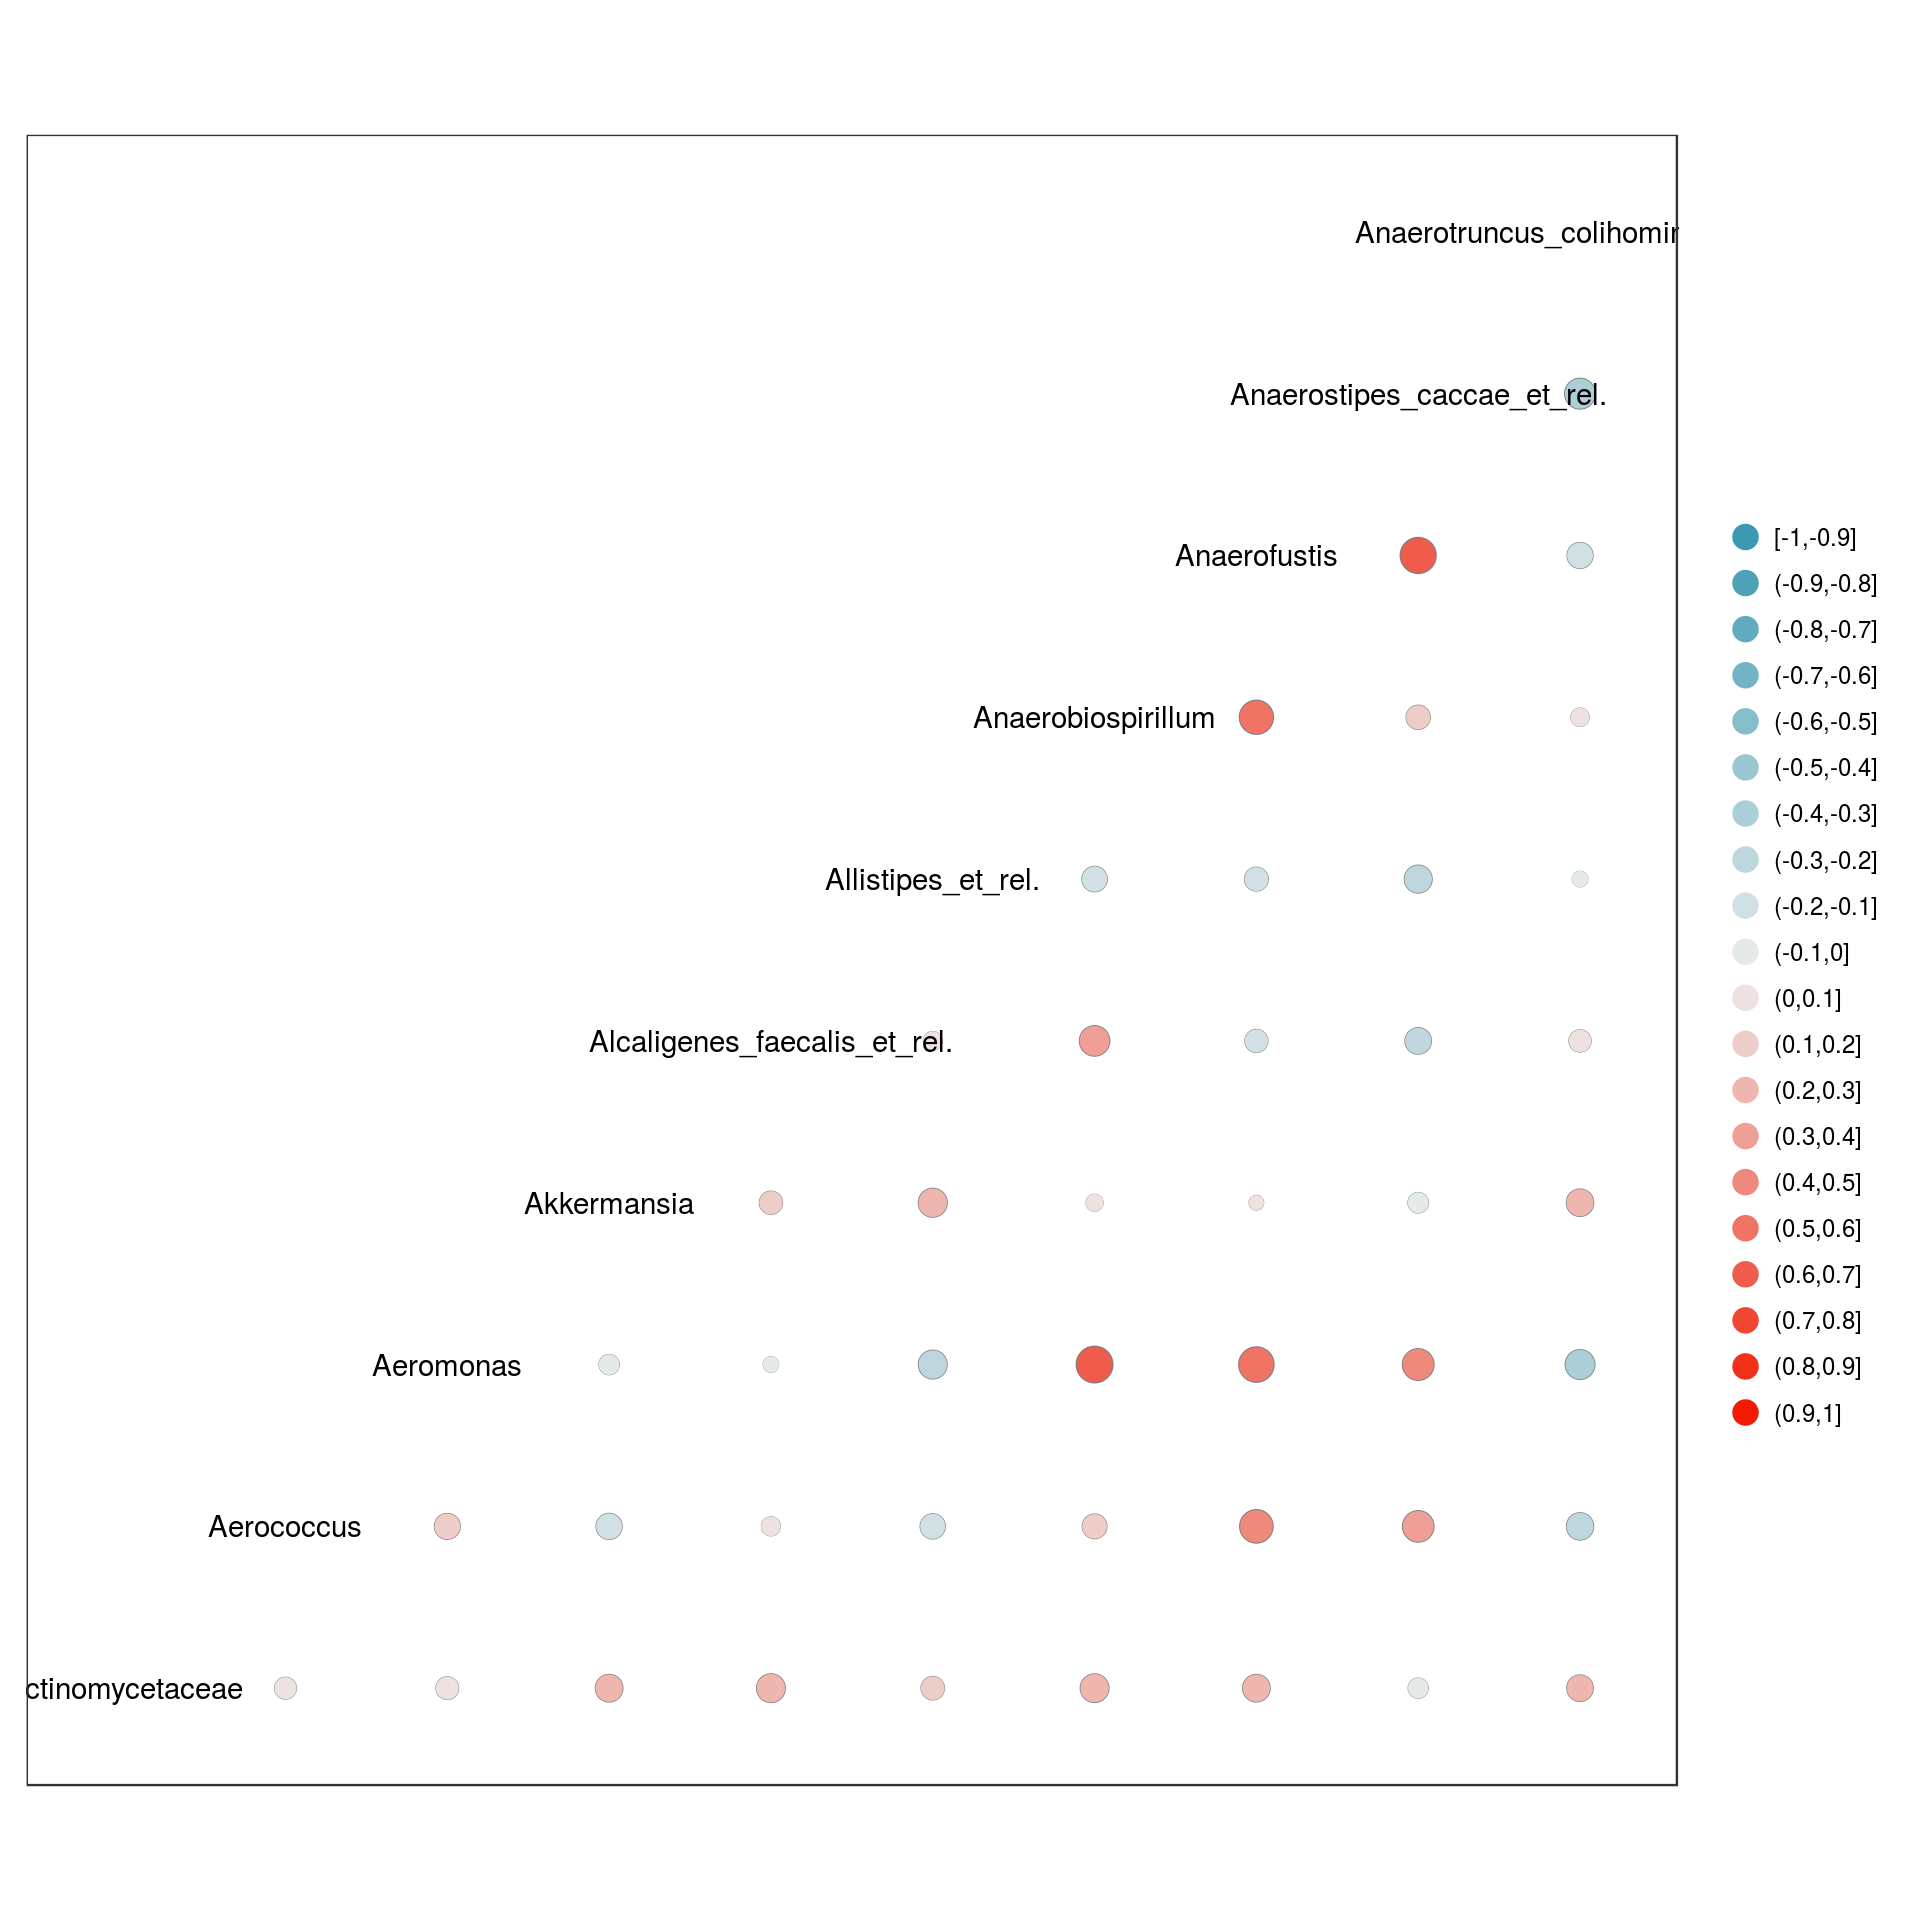 Anaerotruncus_colihomin
Anaerostipes_caccae_et_rel.
Anaerofustis
Anaerobiospirillum
Allistipes_et_rel.
Alcaligenes_faecalis_et_rel.
Akkermansia
Aeromonas
Aerococcus
ctinomycetaceae
[-1,-0.9]
(-0.9,-0.8]
(-0.8,-0.7]
(-0.7,-0.6]
(-0.6,-0.5]
(-0.5,-0.4]
(-0.4,-0.3]
(-0.3,-0.2]
(-0.2,-0.1]
(-0.1,0]
(0,0.1]
(0.1,0.2]
(0.2,0.3]
(0.3,0.4]
(0.4,0.5]
(0.5,0.6]
(0.6,0.7]
(0.7,0.8]
(0.8,0.9]
(0.9,1]